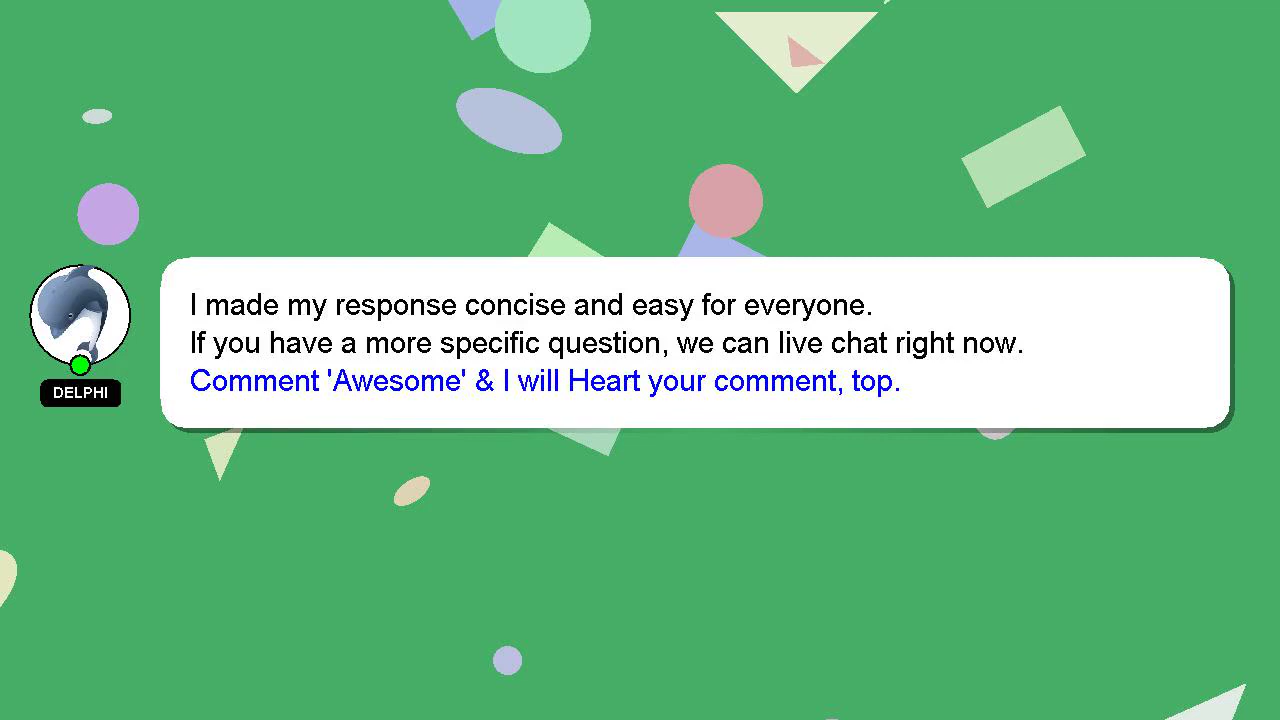 I made my response concise and easy for everyone.
If you have a more specific question, we can live chat right now.
Comment 'Awesome' & I will Heart your comment, top.
DELPHI